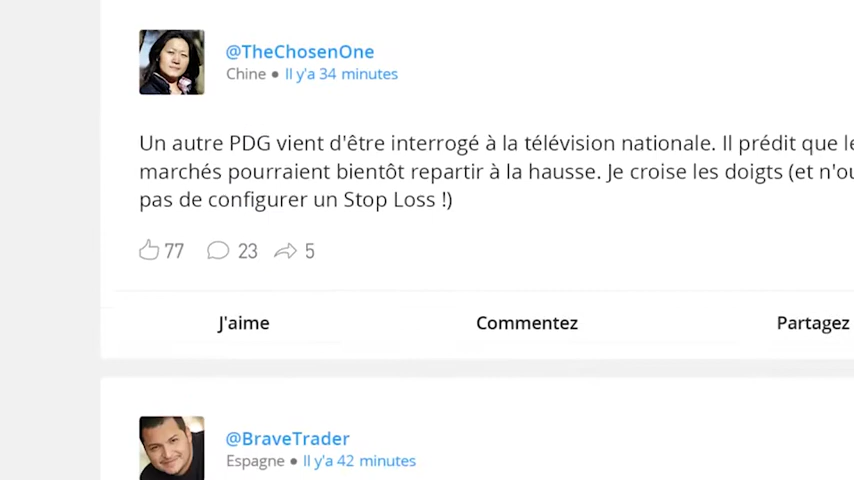 @TheChosenOne
Chine • Il y'a 34 minutes
Un autre PDG vient d'être interrogé à la télévision nationale. Il prédit que
marchés pourraient bientôt repartir à la hausse. Je croise les doigts (et
pas de configurer un Stop Loss !)
77 23 5
J'aime Commentez Partagez
@BraveTrader
Espagne • Il y'a 42 minutes